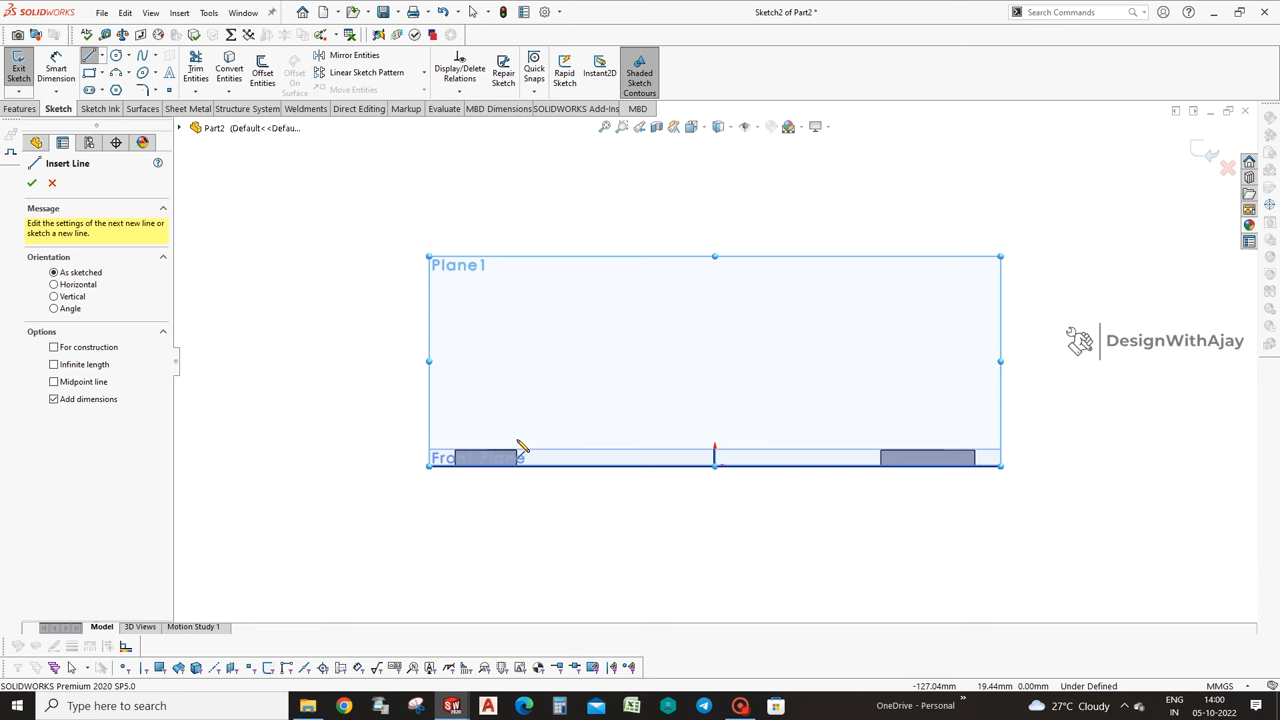 SOLIDWORKS
File
Edit
View
Insert
Tools
Window
Sketch2 of Part2 *
Search Commands
Exit Sketch
Smart Dimension
Trim Entities
Convert Entities
Offset Entities
Offset On Surface
Mirror Entities
Linear Sketch Pattern
Move Entities
Display/Delete Relations
Repair Sketch
Quick Snaps
Rapid Sketch
Instant2D
Shaded Sketch Contours
Features
Sketch
Sketch Ink
Surfaces
Sheet Metal
Structure System
Weldments
Direct Editing
Markup
Evaluate
MBD Dimensions
SOLIDWORKS Add-Ins
MBD
Part2 (Default<<Defau...
Insert Line
Message
Edit the settings of the next new line or
sketch a new line.
Orientation
As sketched
Horizontal
Vertical
Angle
Options
For construction
Infinite length
Midpoint line
Add dimensions
Plane1
Front Plane
DesignWithAjay
Model
3D Views
Motion Study 1
SOLIDWORKS Premium 2020 SP5.0
-127.04mm
19.44mm 0.00mm
Under Defined
MMGS
Type here to search
OneDrive - Personal
27°C Cloudy
ENG
IN
14:00
05-10-2022